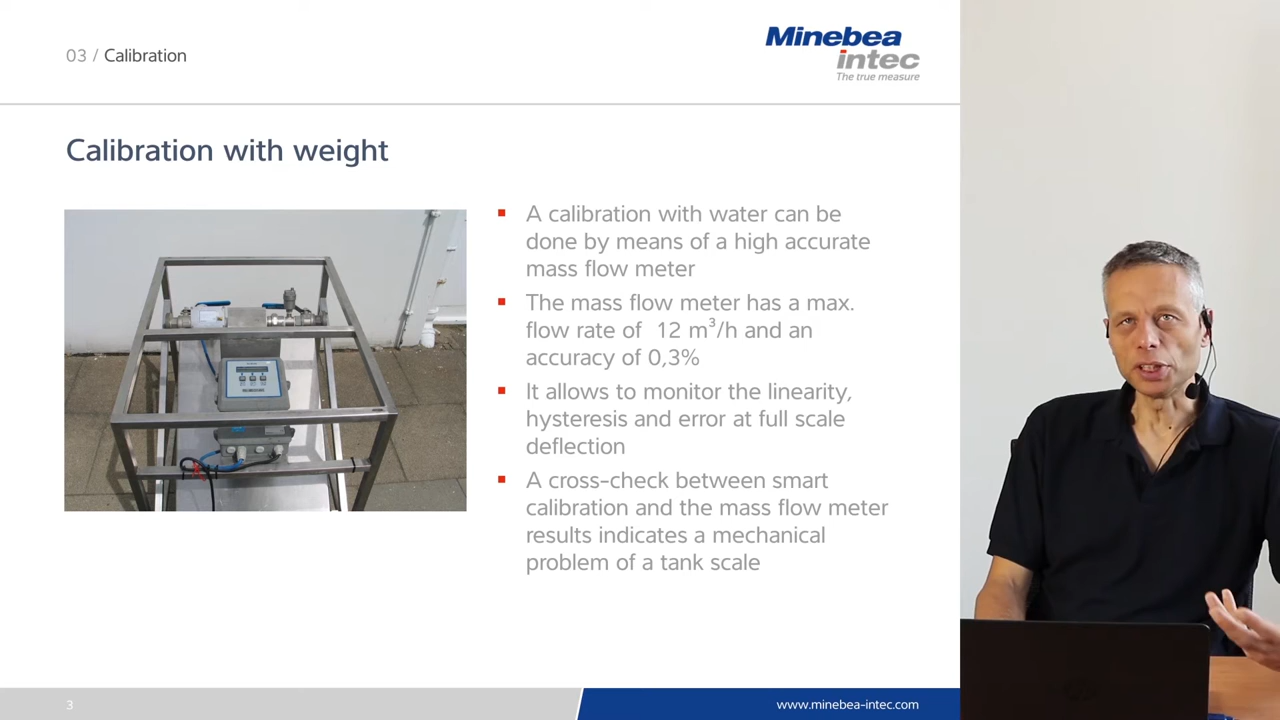 03 / Calibration
Minebea
intec
The true measure
Calibration with weight
A calibration with water can be
done by means of a high accurate
mass flow meter
The mass flow meter has a max.
flow rate of 12 m³/h and an
accuracy of 0,3%
It allows to monitor the linearity,
hysteresis and error at full scale
deflection
A cross-check between smart
calibration and the mass flow meter
results indicates a mechanical
problem of a tank scale
3
www.minebea-intec.com